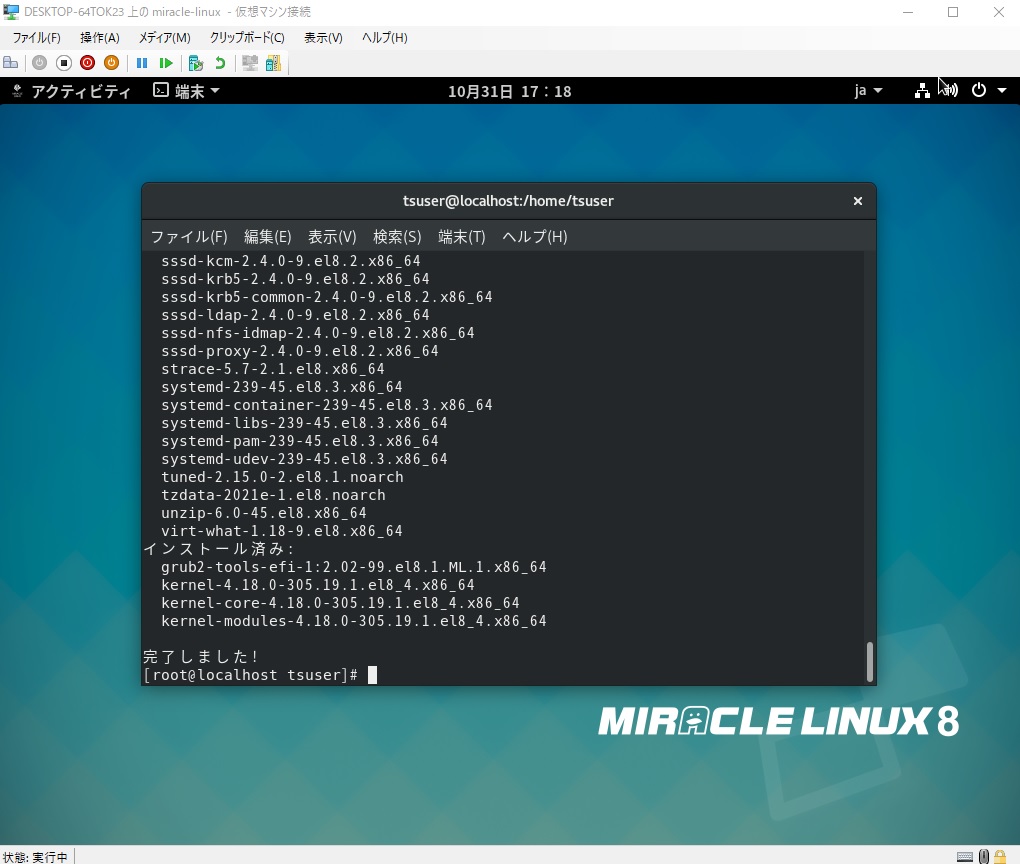 DESKTOP-64TOK23 上の miracle-linux - 仮想マシン接続
ファイル(F) 操作(A) メディア(M) クリップボード(C) 表示(V) ヘルプ(H)
アクティビティ 端末 10月31日 17：18 ja
tsuser@localhost:/home/tsuser
ファイル(F) 編集(E) 表示(V) 検索(S) 端末(T) ヘルプ(H)
sssd-kcm-2.4.0-9.el8.2.x86_64
sssd-krb5-2.4.0-9.el8.2.x86_64
sssd-krb5-common-2.4.0-9.el8.2.x86_64
sssd-ldap-2.4.0-9.el8.2.x86_64
sssd-nfs-idmap-2.4.0-9.el8.2.x86_64
sssd-proxy-2.4.0-9.el8.2.x86_64
strace-5.7-2.1.el8.x86_64
systemd-239-45.el8.3.x86_64
systemd-container-239-45.el8.3.x86_64
systemd-libs-239-45.el8.3.x86_64
systemd-pam-239-45.el8.3.x86_64
systemd-udev-239-45.el8.3.x86_64
tuned-2.15.0-2.el8.1.noarch
tzdata-2021e-1.el8.noarch
unzip-6.0-45.el8.x86_64
virt-what-1.18-9.el8.x86_64
インストール済み:
grub2-tools-efi-1:2.02-99.el8.1.ML.1.x86_64
kernel-4.18.0-305.19.1.el8_4.x86_64
kernel-core-4.18.0-305.19.1.el8_4.x86_64
kernel-modules-4.18.0-305.19.1.el8_4.x86_64
完了しました!
[root@localhost tsuser]#
MIRACLE LINUX 8
状態: 実行中